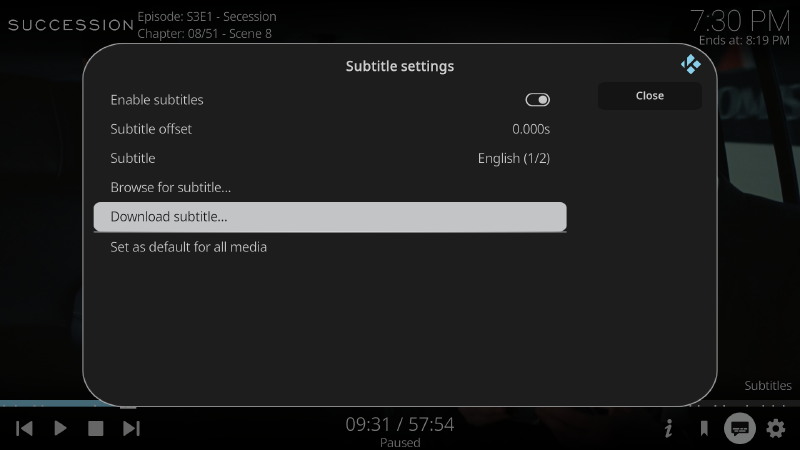 SUCCESSION
Episode: S3E1 - Secession
Chapter: 08/51 - Scene 8
7:30 PM
Ends at: 8:19 PM
Subtitle settings
Close
Enable subtitles
Subtitle offset 0.000s
Subtitle English (1/2)
Browse for subtitle...
Download subtitle...
Set as default for all media
Subtitles
09:31 / 57:54
Paused